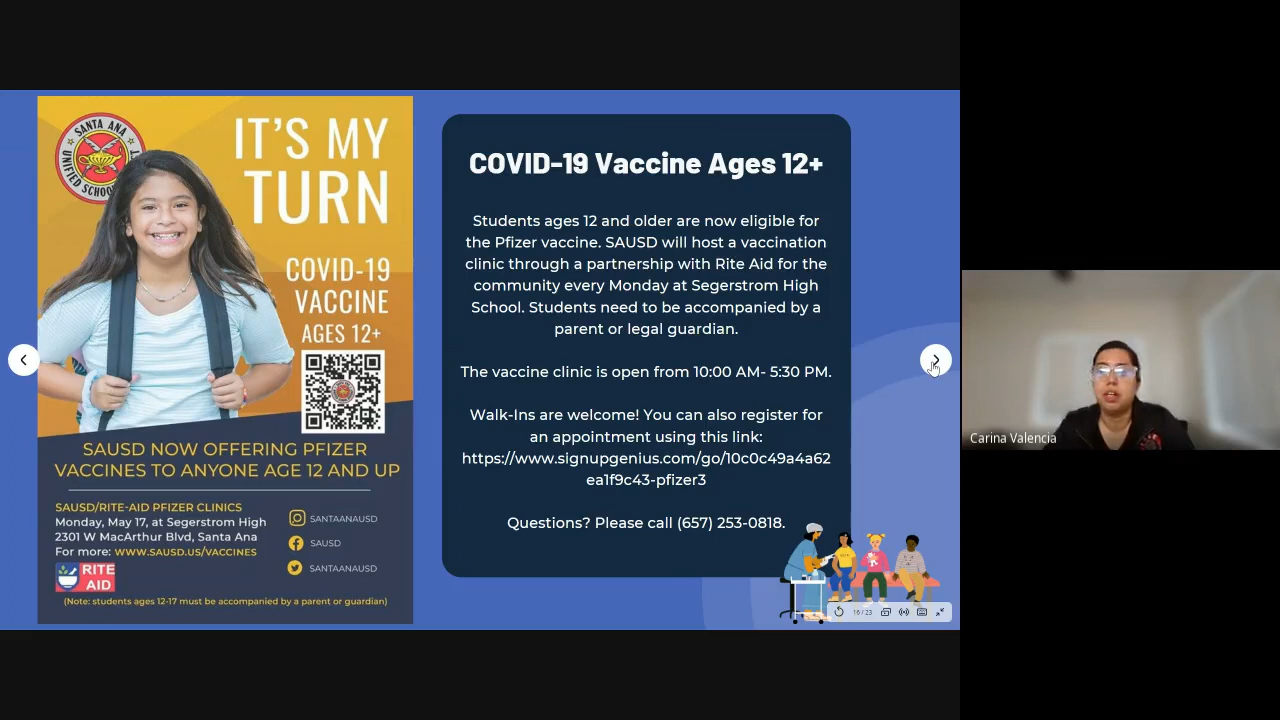 SANTA ANA
UNIFIED SCHOO
IT'S MY
TURN
COVID-19
VACCINE
AGES 12+
SAUSD NOW OFFERING PFIZER
VACCINES TO ANYONE AGE 12 AND UP
SAUSD/RITE-AID PFIZER CLINICS
Monday, May 17, at Segerstrom High
2301 W MacArthur Blvd, Santa Ana
For more: WWW.SAUSD.US/VACCINES
SANTAANAUSD
SAUSD
SANTAANAUSD
RITE
AID
(Note: students ages 12-17 must be accompanied by a parent or guardian)
COVID-19 Vaccine Ages 12+
Students ages 12 and older are now eligible for
the Pfizer vaccine. SAUSD will host a vaccination
clinic through a partnership with Rite Aid for the
community every Monday at Segerstrom High
School. Students need to be accompanied by a
parent or legal guardian.
The vaccine clinic is open from 10:00 AM- 5:30 PM.
Walk-Ins are welcome! You can also register for
an appointment using this link:
https://www.signupgenius.com/go/10c0c49a4a62
ea1f9c43-pfizer3
Questions? Please call (657) 253-0818.
16 / 23
Carina Valencia